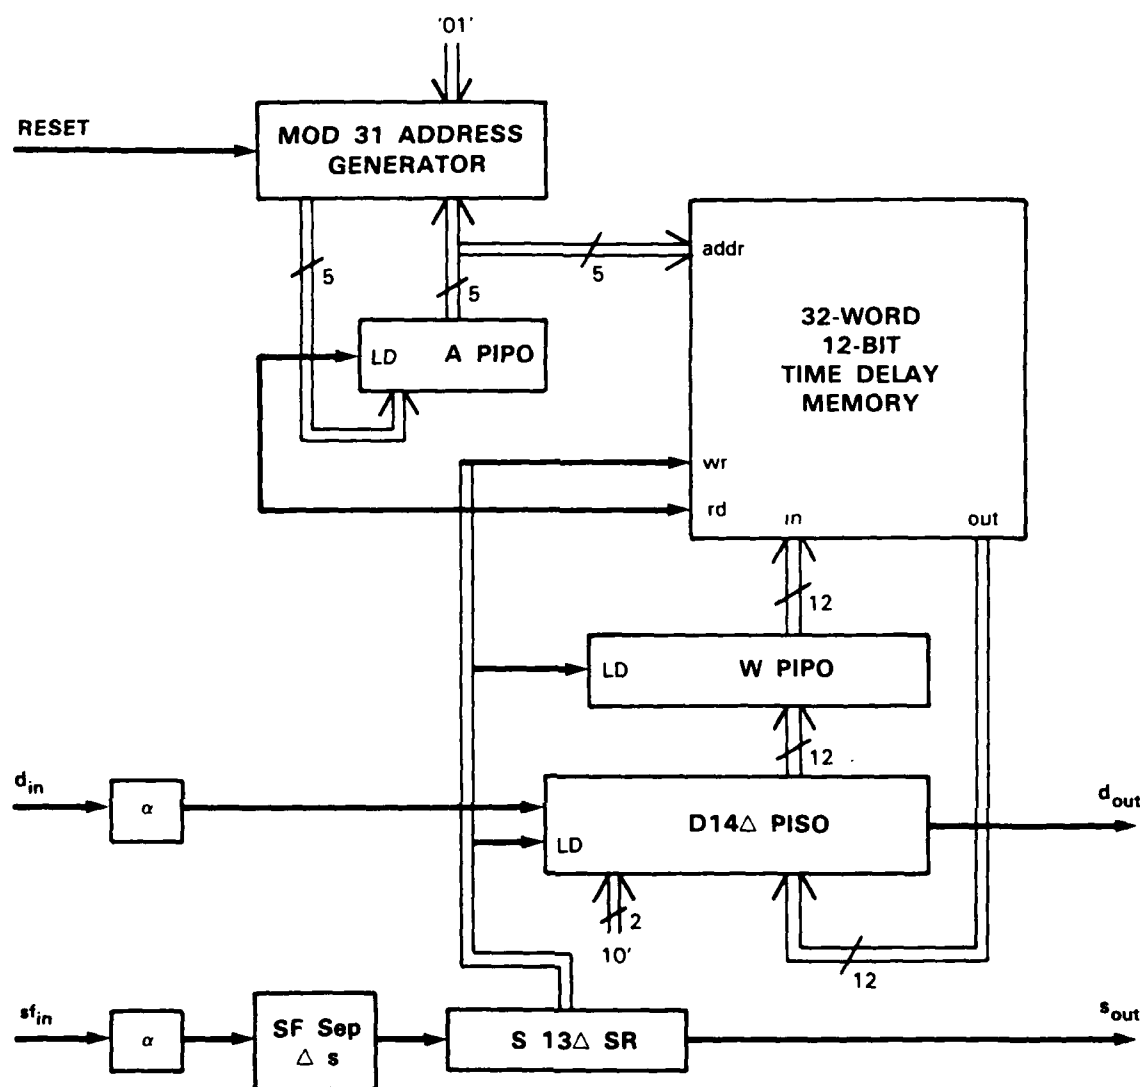 '01'
RESET
MOD 31 ADDRESS
GENERATOR
addr
5
5
5
32-WORD
12-BIT
TIME DELAY
MEMORY
LD A PIPO
wr
rd
in
out
12
LD W PIPO
12
d_in
α
D14△ PISO
LD
d_out
2
10'
12
sf_in
α
SF Sep
△ s
S 13△ SR
s_out